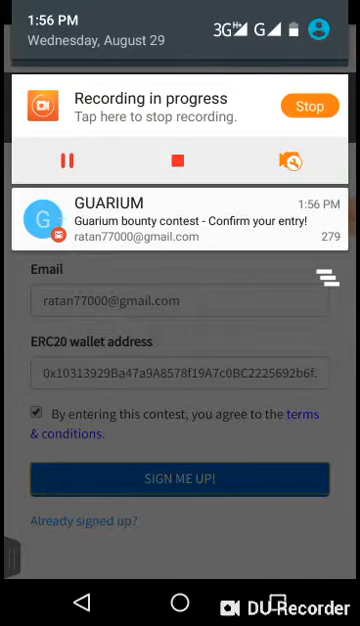 1:56 PM
Wednesday, August 29
3G H+ G
Recording in progress
Tap here to stop recording.
Stop
G
GUARIUM
1:56 PM
Guarium bounty contest - Confirm your entry!
ratan77000@gmail.com
279
Email
ratan77000@gmail.com
ERC20 wallet address
0x10313929Ba47a9A8578f19A7c0BC2225692b6f
By entering this contest, you agree to the terms
& conditions.
SIGN ME UP!
Already signed up?
DU Recorder